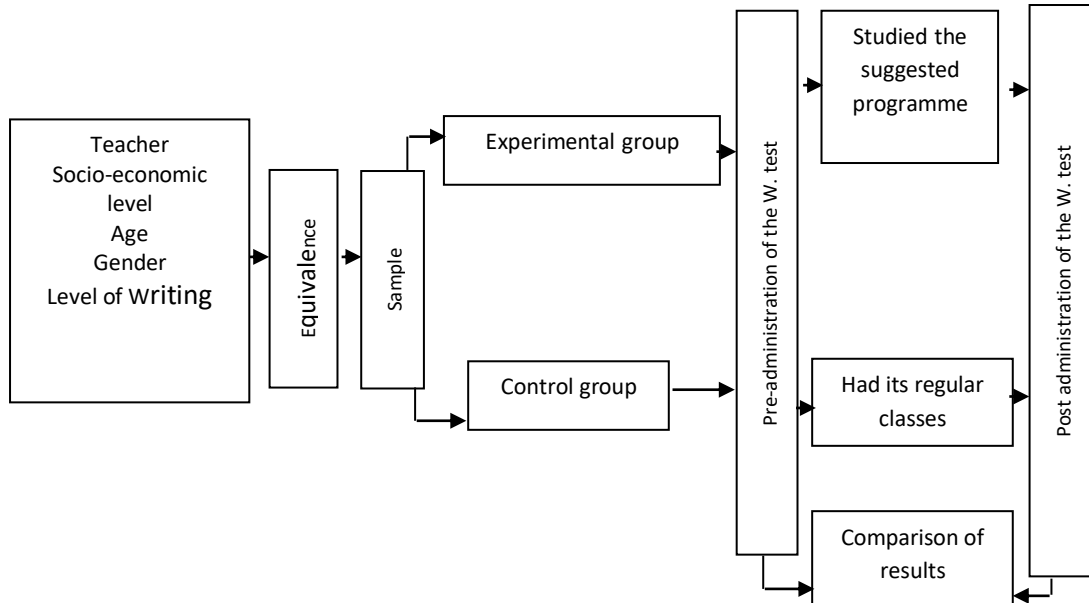 Teacher
Socio-economic
level
Age
Gender
Level of Writing
Equivalence
Sample
Experimental group
Control group
Pre-administration of the W. test
Studied the
suggested
programme
Had its regular
classes
Comparison of
results
Post administration of the W. test